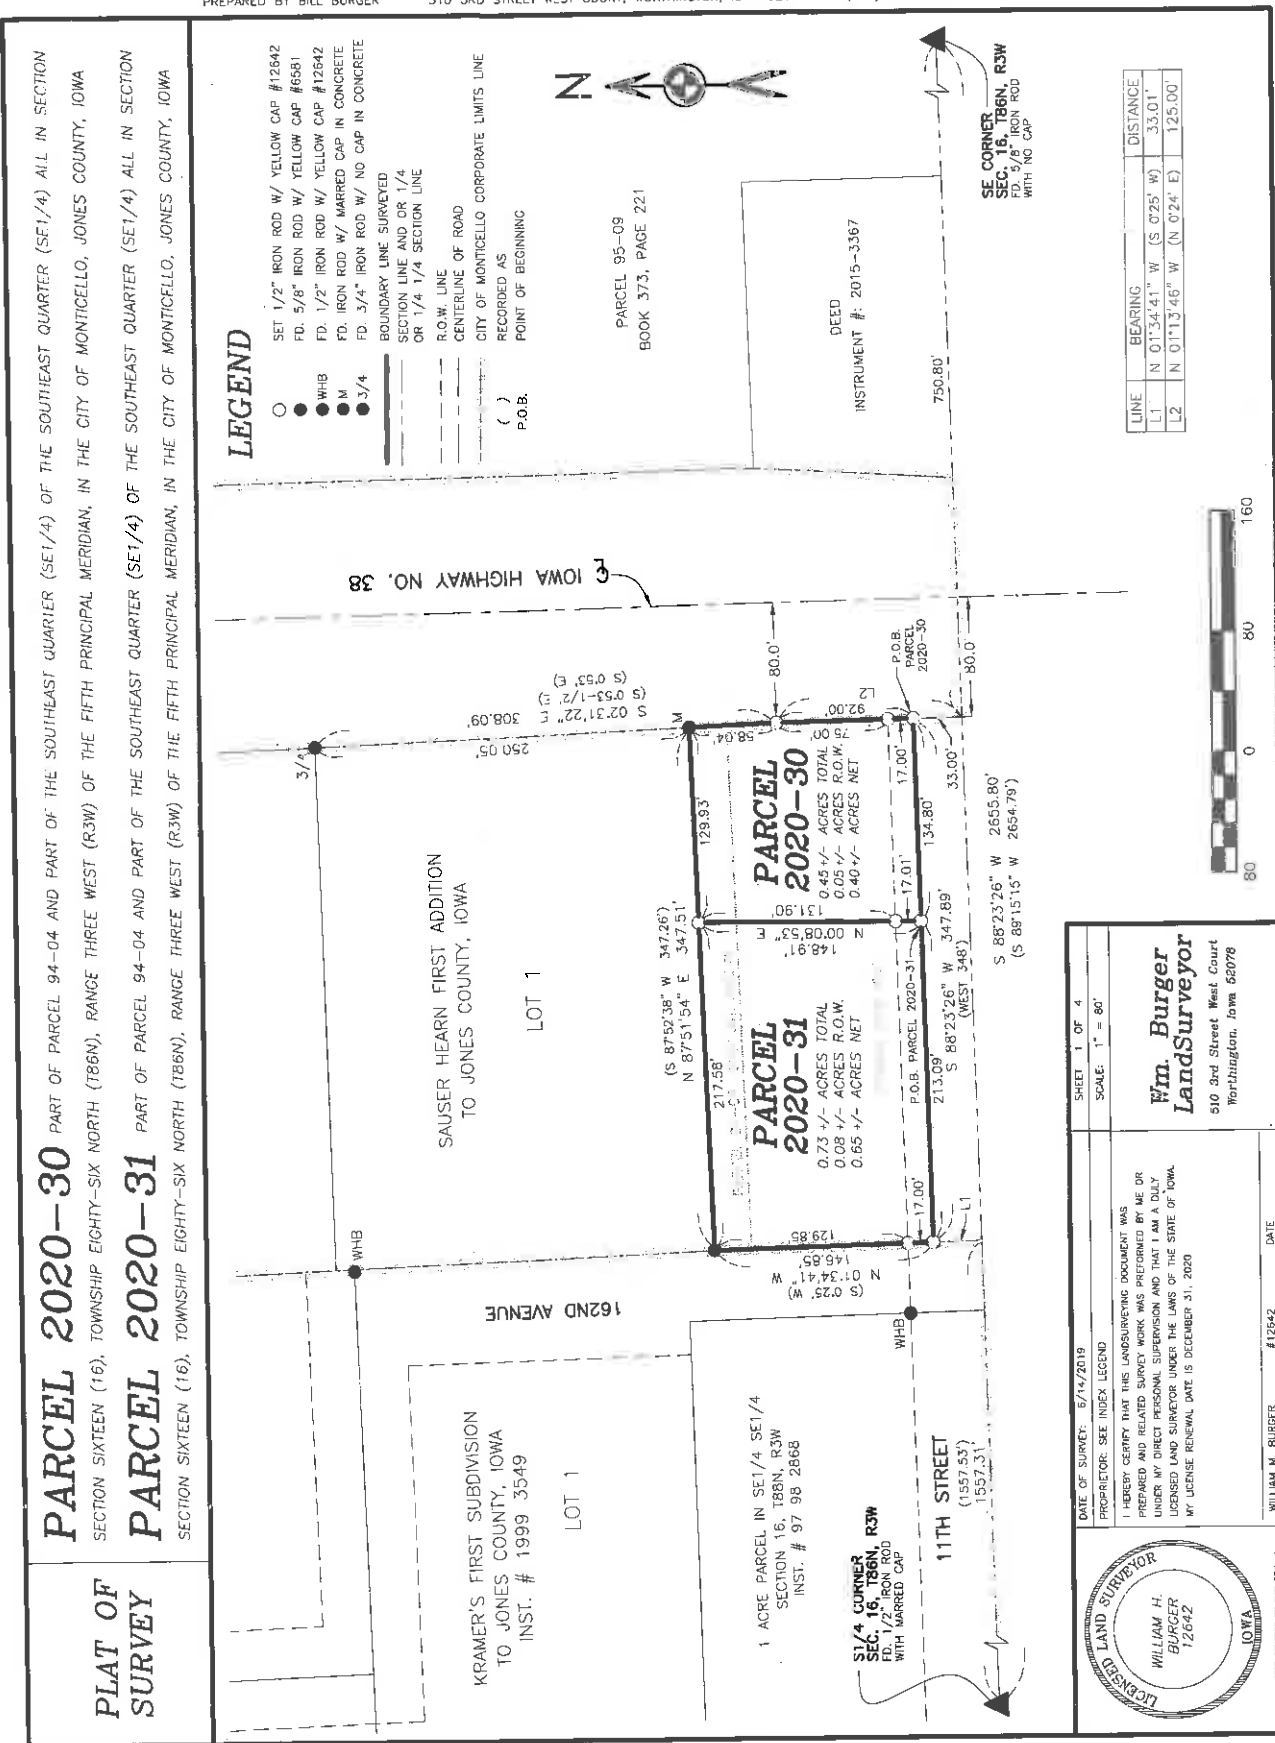 PREPARED BY BILL BURGER 510 3RD STREET WEST COURT, WORTHINGTON,
PLAT OF
SURVEY
PARCEL 2020-30 PART OF PARCEL 94-04 AND PART OF THE SOUTHEAST QUARTER (SE1/4) OF THE SOUTHEAST QUARTER (SE1/4) ALL IN SECTION
SECTION SIXTEEN (16), TOWNSHIP EIGHTY-SIX NORTH (T86N), RANGE THREE WEST (R3W) OF THE FIFTH PRINCIPAL MERIDIAN, IN THE CITY OF MONTICELLO, JONES COUNTY, IOWA
PARCEL 2020-31 PART OF PARCEL 94-04 AND PART OF THE SOUTHEAST QUARTER (SE1/4) OF THE SOUTHEAST QUARTER (SE1/4) ALL IN SECTION
SECTION SIXTEEN (16), TOWNSHIP EIGHTY-SIX NORTH (T86N), RANGE THREE WEST (R3W) OF THE FIFTH PRINCIPAL MERIDIAN, IN THE CITY OF MONTICELLO, JONES COUNTY, IOWA
LEGEND
SET 1/2" IRON ROD W/ YELLOW CAP #12642
FD. 5/8" IRON ROD W/ YELLOW CAP #6581
WHB FD. 1/2" IRON ROD W/ YELLOW CAP #12642
M FD. IRON ROD W/ MARRED CAP IN CONCRETE
3/4 FD. 3/4" IRON ROD W/ NO CAP IN CONCRETE
BOUNDARY LINE SURVEYED
SECTION LINE AND OR 1/4
OR 1/4 1/4 SECTION LINE
R.O.W. LINE
CENTERLINE OF ROAD
CITY OF MONTICELLO CORPORATE LIMITS LINE
( ) RECORDED AS
P.O.B. POINT OF BEGINNING
N
PARCEL 95-09
BOOK 373, PAGE 221
DEED
INSTRUMENT #: 2015-3367
750.80'
SE CORNER
SEC. 16, T86N, R3W
FD. 5/8" IRON ROD
WITH NO CAP
LINE BEARING DISTANCE
L1 N 01°34'41" W (S 0°25' W) 33.01'
L2 N 01°13'46" W (N 0°24' E) 125.00'
℄ IOWA HIGHWAY NO. 38
3/4
250.05'
S 02°31'22" E 308.09'
(S 0°53-1/2' E)
(S 0°53' E)
M
SAUSER HEARN FIRST ADDITION
TO JONES COUNTY, IOWA
LOT 1
WHB
162ND AVENUE
KRAMER'S FIRST SUBDIVISION
TO JONES COUNTY, IOWA
INST. # 1999 3549
LOT 1
1 ACRE PARCEL IN SE1/4 SE1/4
SECTION 16, T86N, R3W
INST. # 97 98 2868
(S 87°52'38" W 347.26')
N 87°51'54" E 347.51'
217.58'
129.93'
58.04'
80.0'
PARCEL
2020-30
0.45 +/- ACRES TOTAL
0.05 +/- ACRES R.O.W.
0.40 +/- ACRES NET
75.00'
92.00'
L2
P.O.B.
PARCEL
2020-30
17.00'
33.00'
80.0'
134.80'
17.01'
131.90'
N 00°08'53" E
148.91'
PARCEL
2020-31
0.73 +/- ACRES TOTAL
0.08 +/- ACRES R.O.W.
0.65 +/- ACRES NET
P.O.B. PARCEL 2020-31
213.09'
S 88°23'26" W 347.89'
(WEST 348')
S 88°23'26" W 2655.80'
(S 89°15'15" W 2654.79')
17.00'
L1
129.85'
146.85'
N 01°34'41" W
(S 0°25' W)
WHB
11TH STREET
(1557.53')
1557.31'
S1/4 CORNER
SEC. 16, T86N, R3W
FD. 1/2" IRON ROD
WITH MARRED CAP
80 0 80 160
LICENSED LAND SURVEYOR
WILLIAM H.
BURGER
12642
IOWA
DATE OF SURVEY: 5/14/2019
PROPRIETOR: SEE INDEX LEGEND
SHEET 1 OF 4
SCALE: 1" = 80'
I HEREBY CERTIFY THAT THIS LANDSURVEYING DOCUMENT WAS
PREPARED AND RELATED SURVEY WORK WAS PREFORMED BY ME OR
UNDER MY DIRECT PERSONAL SUPERVISION AND THAT I AM A DULY
LICENSED LAND SURVEYOR UNDER THE LAWS OF THE STATE OF IOWA.
MY LICENSE RENEWAL DATE IS DECEMBER 31, 2020
WILLIAM M. BURGER #12642 DATE
Wm. Burger
LandSurveyor
510 3rd Street West Court
Worthington, Iowa 52078